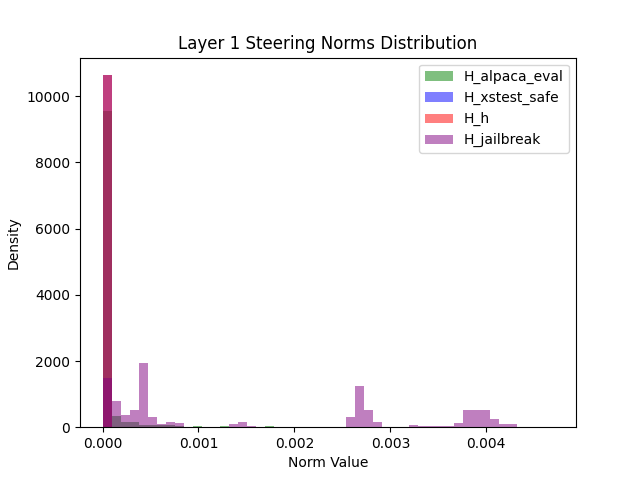 Layer 1 Steering Norms Distribution
H_alpaca_eval
H_xstest_safe
H_h
H_jailbreak
10000
8000
6000
4000
2000
0
Density
0.000 0.001 0.002 0.003 0.004
Norm Value